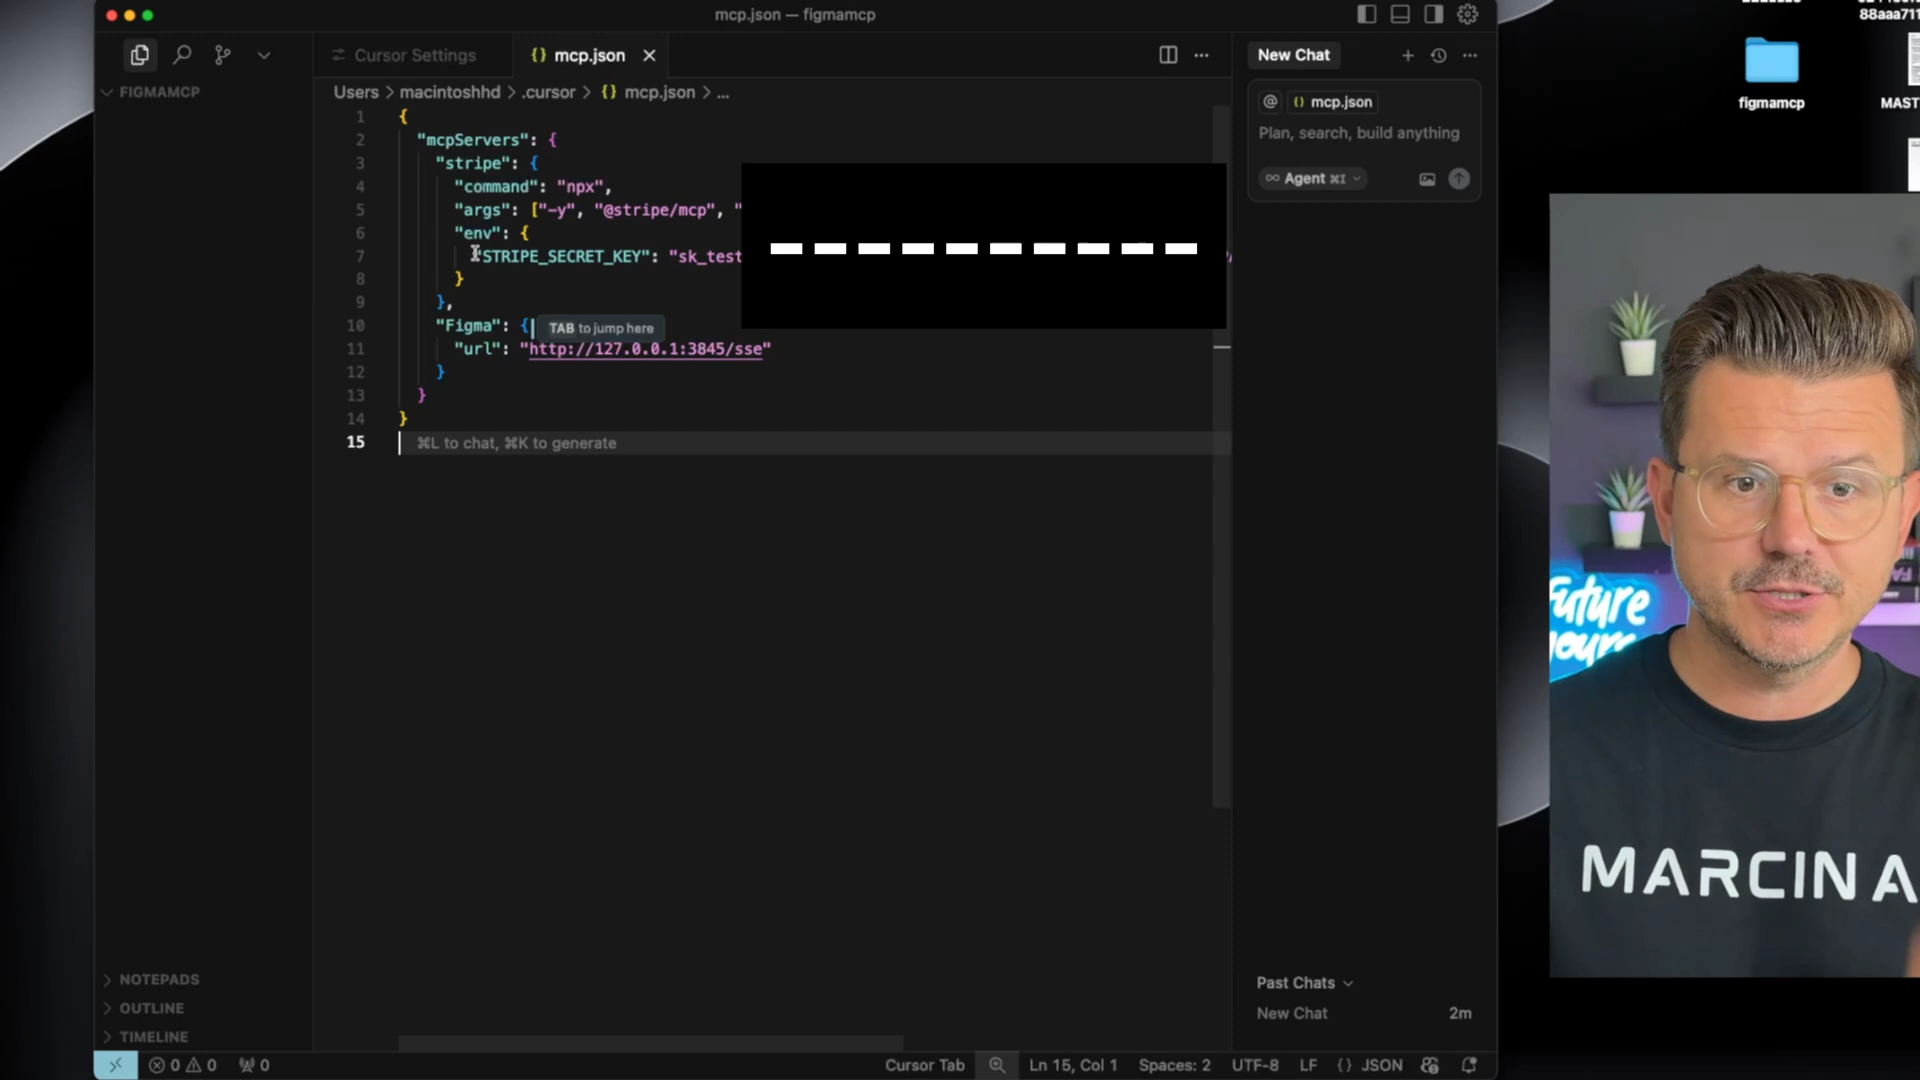 mcp.json — figmamcp
88aaa711
Cursor Settings
{} mcp.json
New Chat
FIGMAMCP
Users > macintoshhd > .cursor > {} mcp.json > ...
@ {} mcp.json
Plan, search, build anything
∞ Agent ⌘I
figmamcp
MAST
1 {
2 "mcpServers": {
3 "stripe": {
4 "command": "npx",
5 "args": ["-y", "@stripe/mcp", "
6 "env": {
7 "STRIPE_SECRET_KEY": "sk_test
8 }
9 },
10 "Figma": {
TAB to jump here
11 "url": "http://127.0.0.1:3845/sse"
12 }
13 }
14 }
15 ⌘L to chat, ⌘K to generate
Future
yours
MARCIN A
NOTEPADS
OUTLINE
TIMELINE
Past Chats
New Chat 2m
0 0 0
Cursor Tab
Ln 15, Col 1
Spaces: 2
UTF-8
LF
{} JSON